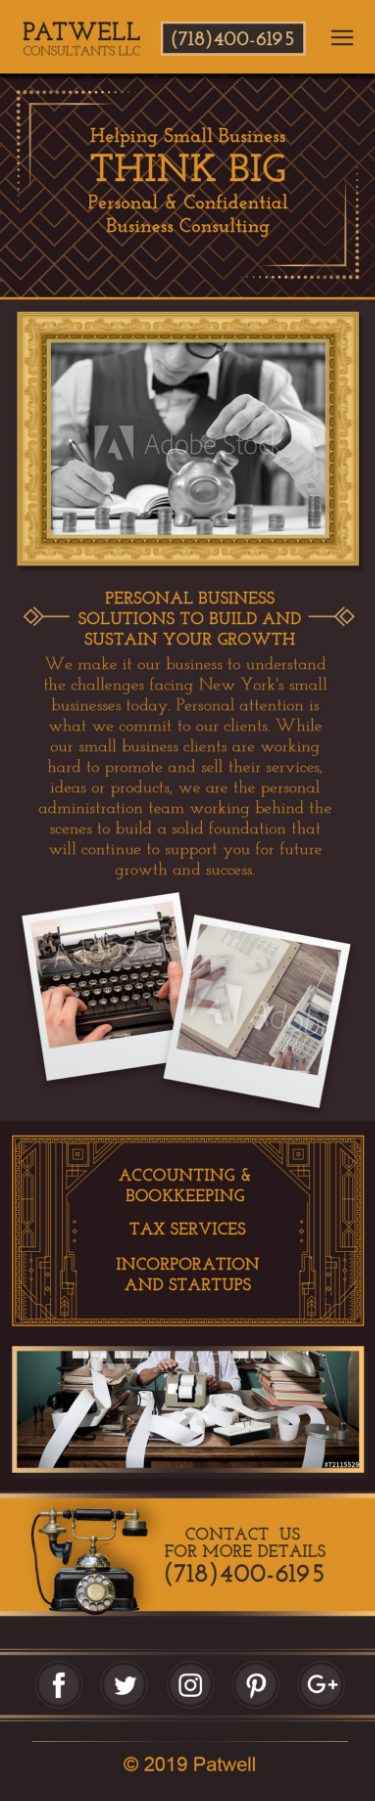 PATWELL
CONSULTANTS LLC
(718)400-6195
Helping Small Business
THINK BIG
Personal & Confidential
Business Consulting
Adobe Stock
PERSONAL BUSINESS
SOLUTIONS TO BUILD AND
SUSTAIN YOUR GROWTH
We make it our business to understand
the challenges facing New York's small
businesses today. Personal attention is
what we commit to our clients. While
our small business clients are working
hard to promote and sell their services,
ideas or products, we are the personal
administration team working behind the
scenes to build a solid foundation that
will continue to support you for future
growth and success.
ACCOUNTING &
BOOKKEEPING
TAX SERVICES
INCORPORATION
AND STARTUPS
#72115529
CONTACT US
FOR MORE DETAILS
(718)400-6195
G+
© 2019 Patwell